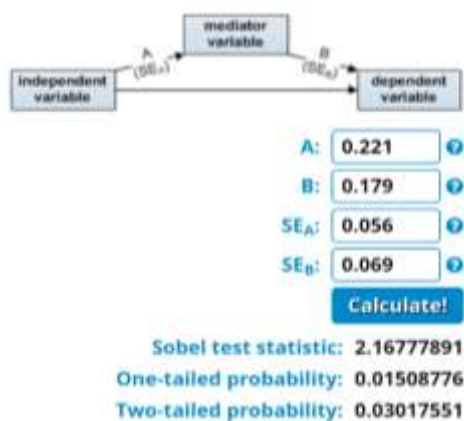 mediator
variable
A
(SEA)
B
(SEB)
independent
variable
dependent
variable
A: 0.221
B: 0.179
SEA: 0.056
SEB: 0.069
Calculate!
Sobel test statistic: 2.16777891
One-tailed probability: 0.01508776
Two-tailed probability: 0.03017551